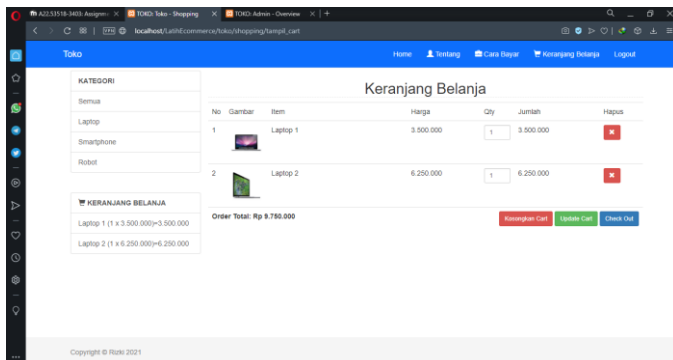 A22.53518-3403: Assignm
TOKO: Toko - Shopping
TOKO: Admin - Overview
VPN
localhost/LatihEcommerce/toko/shopping/tampil_cart
Toko
Home
Tentang
Cara Bayar
Keranjang Belanja
Logout
KATEGORI
Semua
Laptop
Smartphone
Robot
KERANJANG BELANJA
Laptop 1 (1 x 3.500.000)=3.500.000
Laptop 2 (1 x 6.250.000)=6.250.000
Keranjang Belanja
No Gambar Item Harga Qty Jumlah Hapus
1 Laptop 1 3.500.000 1 3.500.000
2 Laptop 2 6.250.000 1 6.250.000
Order Total: Rp 9.750.000
Kosongkan Cart Update Cart Check Out
Copyright © Rizki 2021